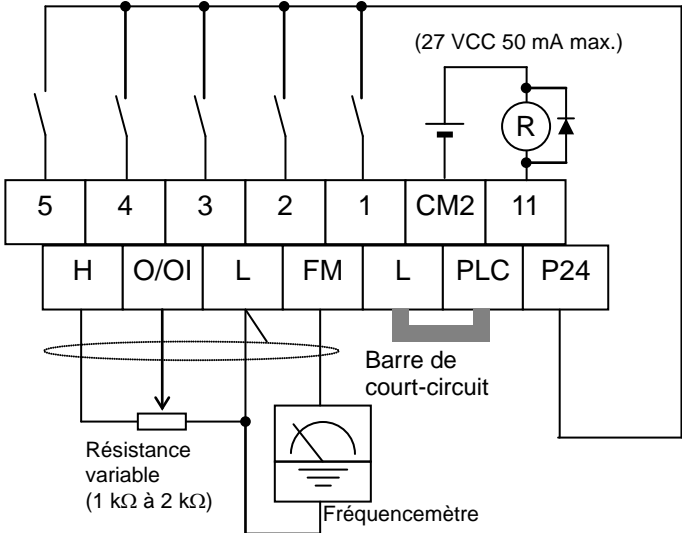 (27 VCC 50 mA max.)
R
5 4 3 2 1 CM2 11
H O/OI L FM L PLC P24
Barre de
court-circuit
Résistance
variable
(1 kΩ à 2 kΩ)
Fréquencemètre